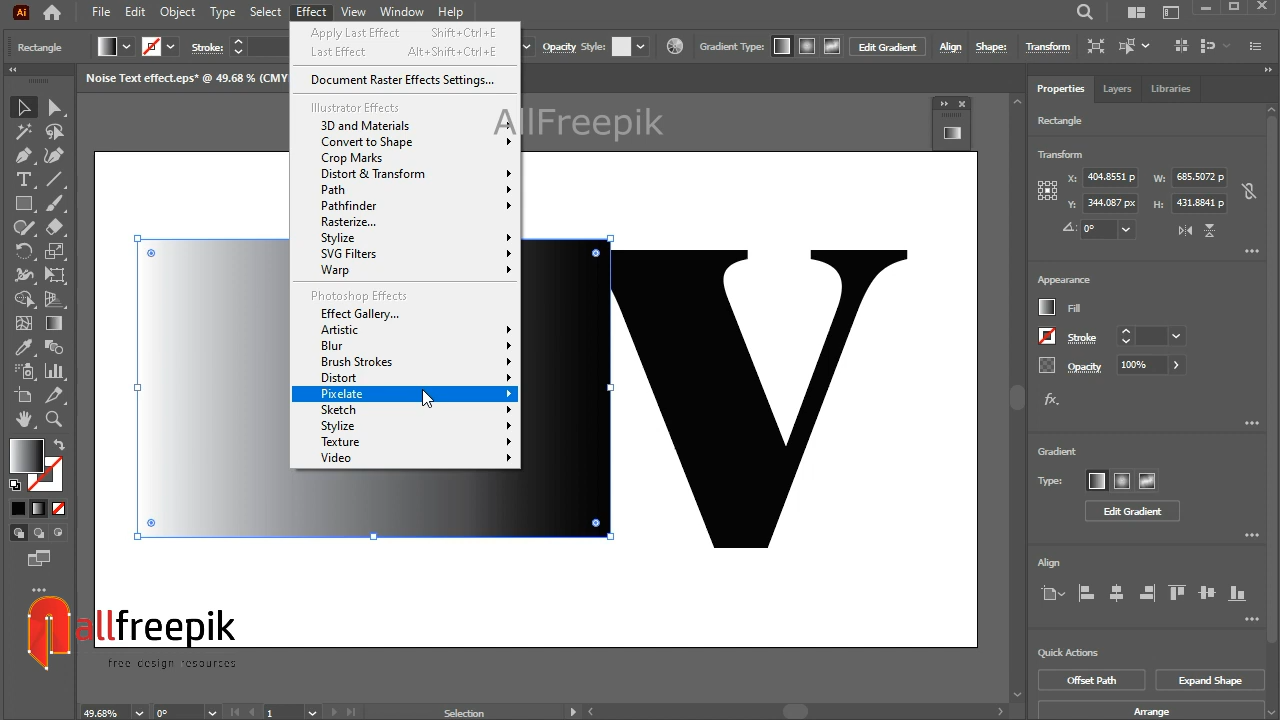 Ai File Edit Object Type Select Effect View Window Help
Rectangle Stroke: Opacity Style: Gradient Type: Edit Gradient Align Shape: Transform
Noise Text effect.eps* @ 49.68 % (CMY
Apply Last Effect Shift+Ctrl+E
Last Effect Alt+Shift+Ctrl+E
Document Raster Effects Settings...
Illustrator Effects
3D and Materials
Convert to Shape
Crop Marks
Distort & Transform
Path
Pathfinder
Rasterize...
Stylize
SVG Filters
Warp
Photoshop Effects
Effect Gallery...
Artistic
Blur
Brush Strokes
Distort
Pixelate
Sketch
Stylize
Texture
Video
AllFreepik
V
allfreepik
free design resources
Properties Layers Libraries
Rectangle
Transform
X: 404.8551 p W: 685.5072 p
Y: 344.087 px H: 431.8841 p
0°
Appearance
Fill
Stroke
Opacity 100%
fx.
Gradient
Type:
Edit Gradient
Align
Quick Actions
Offset Path Expand Shape
Arrange
49.68% 0° 1 Selection